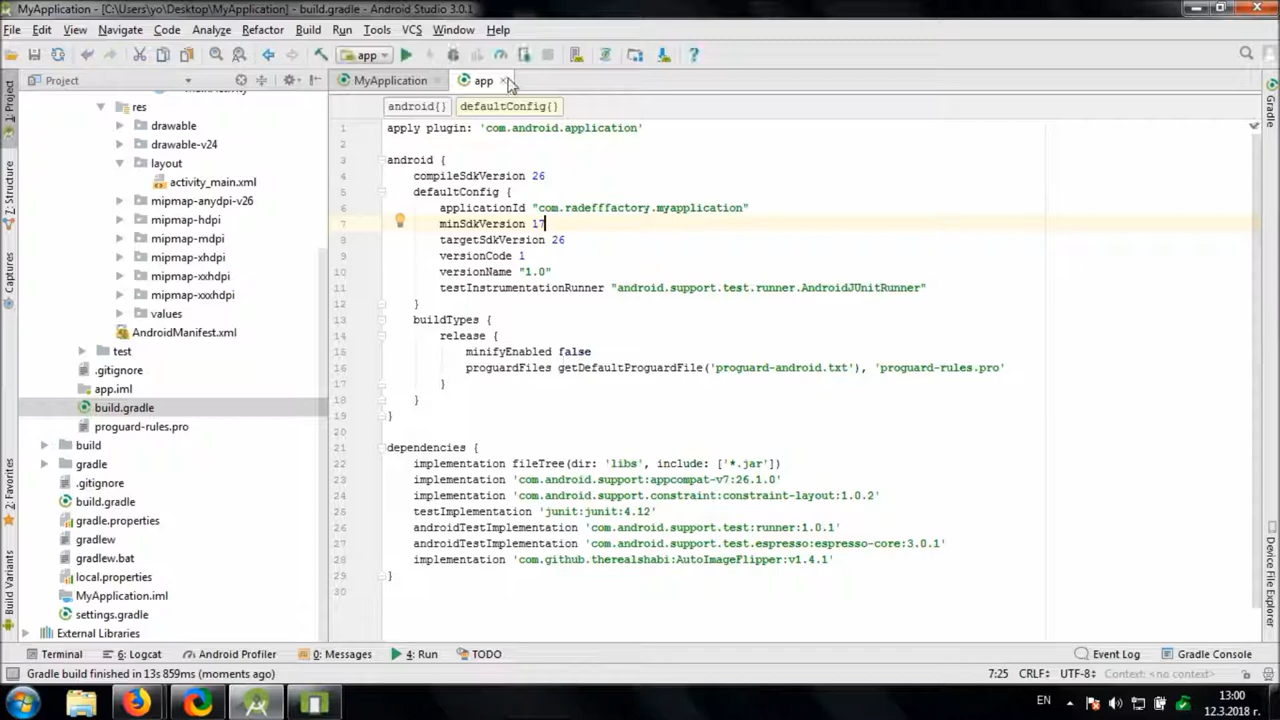 MyApplication - [C:\Users\yo\Desktop\MyApplication] - build.gradle - Android Studio 3.0.1
File Edit View Navigate Code Analyze Refactor Build Run Tools VCS Window Help
app
1: Project
Z: Structure
Captures
2: Favorites
Build Variants
Project
res
drawable
drawable-v24
layout
activity_main.xml
mipmap-anydpi-v26
mipmap-hdpi
mipmap-mdpi
mipmap-xhdpi
mipmap-xxhdpi
mipmap-xxxhdpi
values
AndroidManifest.xml
test
.gitignore
app.iml
build.gradle
proguard-rules.pro
build
gradle
.gitignore
build.gradle
gradle.properties
gradlew
gradlew.bat
local.properties
MyApplication.iml
settings.gradle
External Libraries
MyApplication app
android{} defaultConfig{}
1 apply plugin: 'com.android.application'
2
3 android {
4 compileSdkVersion 26
5 defaultConfig {
6 applicationId "com.radefffactory.myapplication"
7 minSdkVersion 17
8 targetSdkVersion 26
9 versionCode 1
10 versionName "1.0"
11 testInstrumentationRunner "android.support.test.runner.AndroidJUnitRunner"
12 }
13 buildTypes {
14 release {
15 minifyEnabled false
16 proguardFiles getDefaultProguardFile('proguard-android.txt'), 'proguard-rules.pro'
17 }
18 }
19 }
20
21 dependencies {
22 implementation fileTree(dir: 'libs', include: ['*.jar'])
23 implementation 'com.android.support:appcompat-v7:26.1.0'
24 implementation 'com.android.support.constraint:constraint-layout:1.0.2'
25 testImplementation 'junit:junit:4.12'
26 androidTestImplementation 'com.android.support.test:runner:1.0.1'
27 androidTestImplementation 'com.android.support.test.espresso:espresso-core:3.0.1'
28 implementation 'com.github.therealshabi:AutoImageFlipper:v1.4.1'
29 }
30
Gradle
Device File Explorer
Terminal 6: Logcat Android Profiler 0: Messages 4: Run TODO Event Log Gradle Console
Gradle build finished in 13s 859ms (moments ago) 7:25 CRLF÷ UTF-8÷ Context: <no context>
EN 13:00
12.3.2018 г.